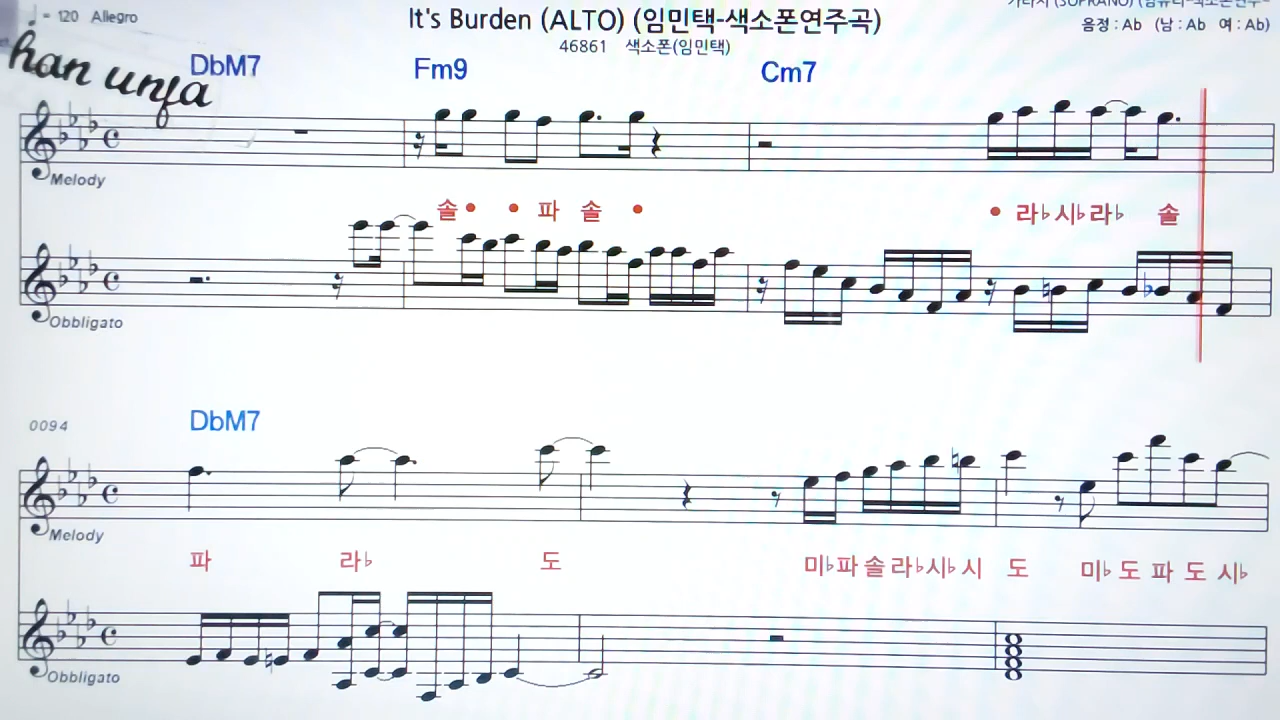 = 120 Allegro
It's Burden (ALTO) (임민택-색소폰연주곡)
46861 색소폰(임민택)
음정 : Ab (남 : Ab 여 : Ab)
han unfa
DbM7 Fm9 Cm7
Melody
솔 파 솔 라♭ 시♭ 라♭ 솔
Obbligato
0094
DbM7
Melody
파 라♭ 도 미♭ 파 솔 라♭ 시♭ 시 도 미♭ 도 파 도 시♭
Obbligato